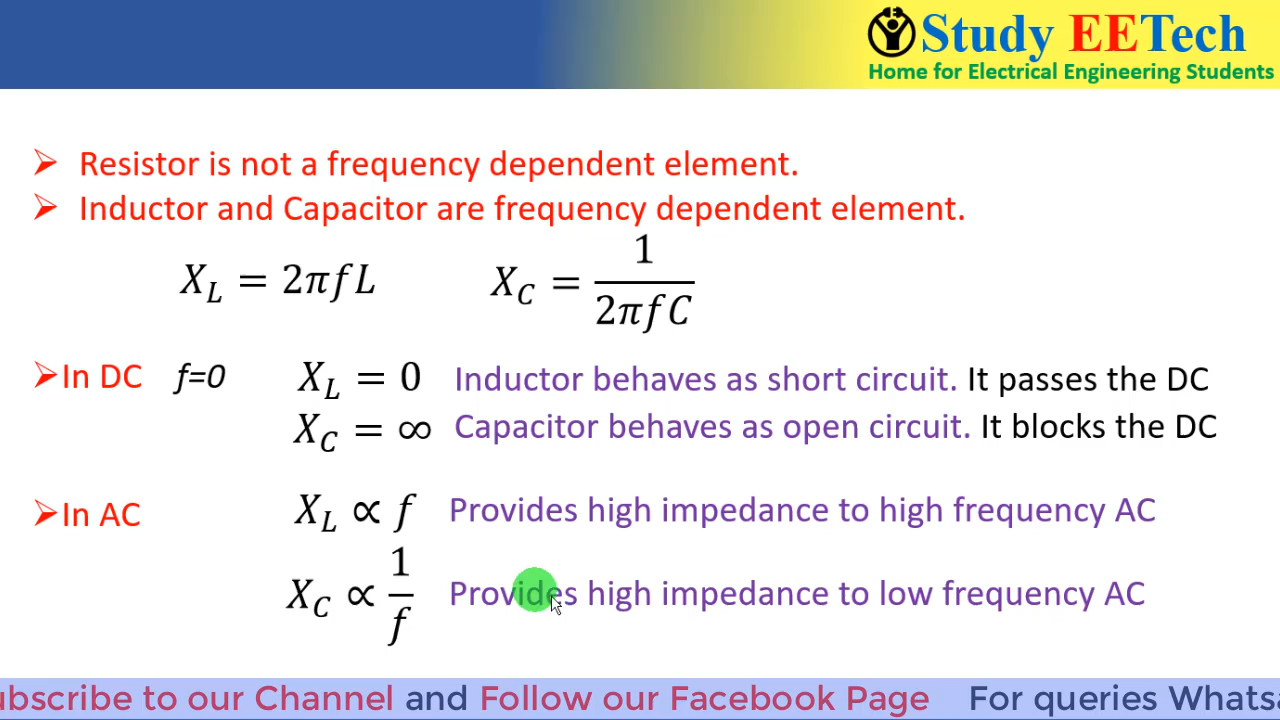 Study EETech
Home for Electrical Engineering Students
➢ Resistor is not a frequency dependent element.
➢ Inductor and Capacitor are frequency dependent element.
X_L = 2πfL    X_C = 1/(2πfC)
➢ In DC f=0 X_L = 0 Inductor behaves as short circuit. It passes the DC
X_C = ∞ Capacitor behaves as open circuit. It blocks the DC
➢ In AC X_L ∝ f Provides high impedance to high frequency AC
X_C ∝ 1/f Provides high impedance to low frequency AC
ubscribe to our Channel and Follow our Facebook Page For queries Whatsa